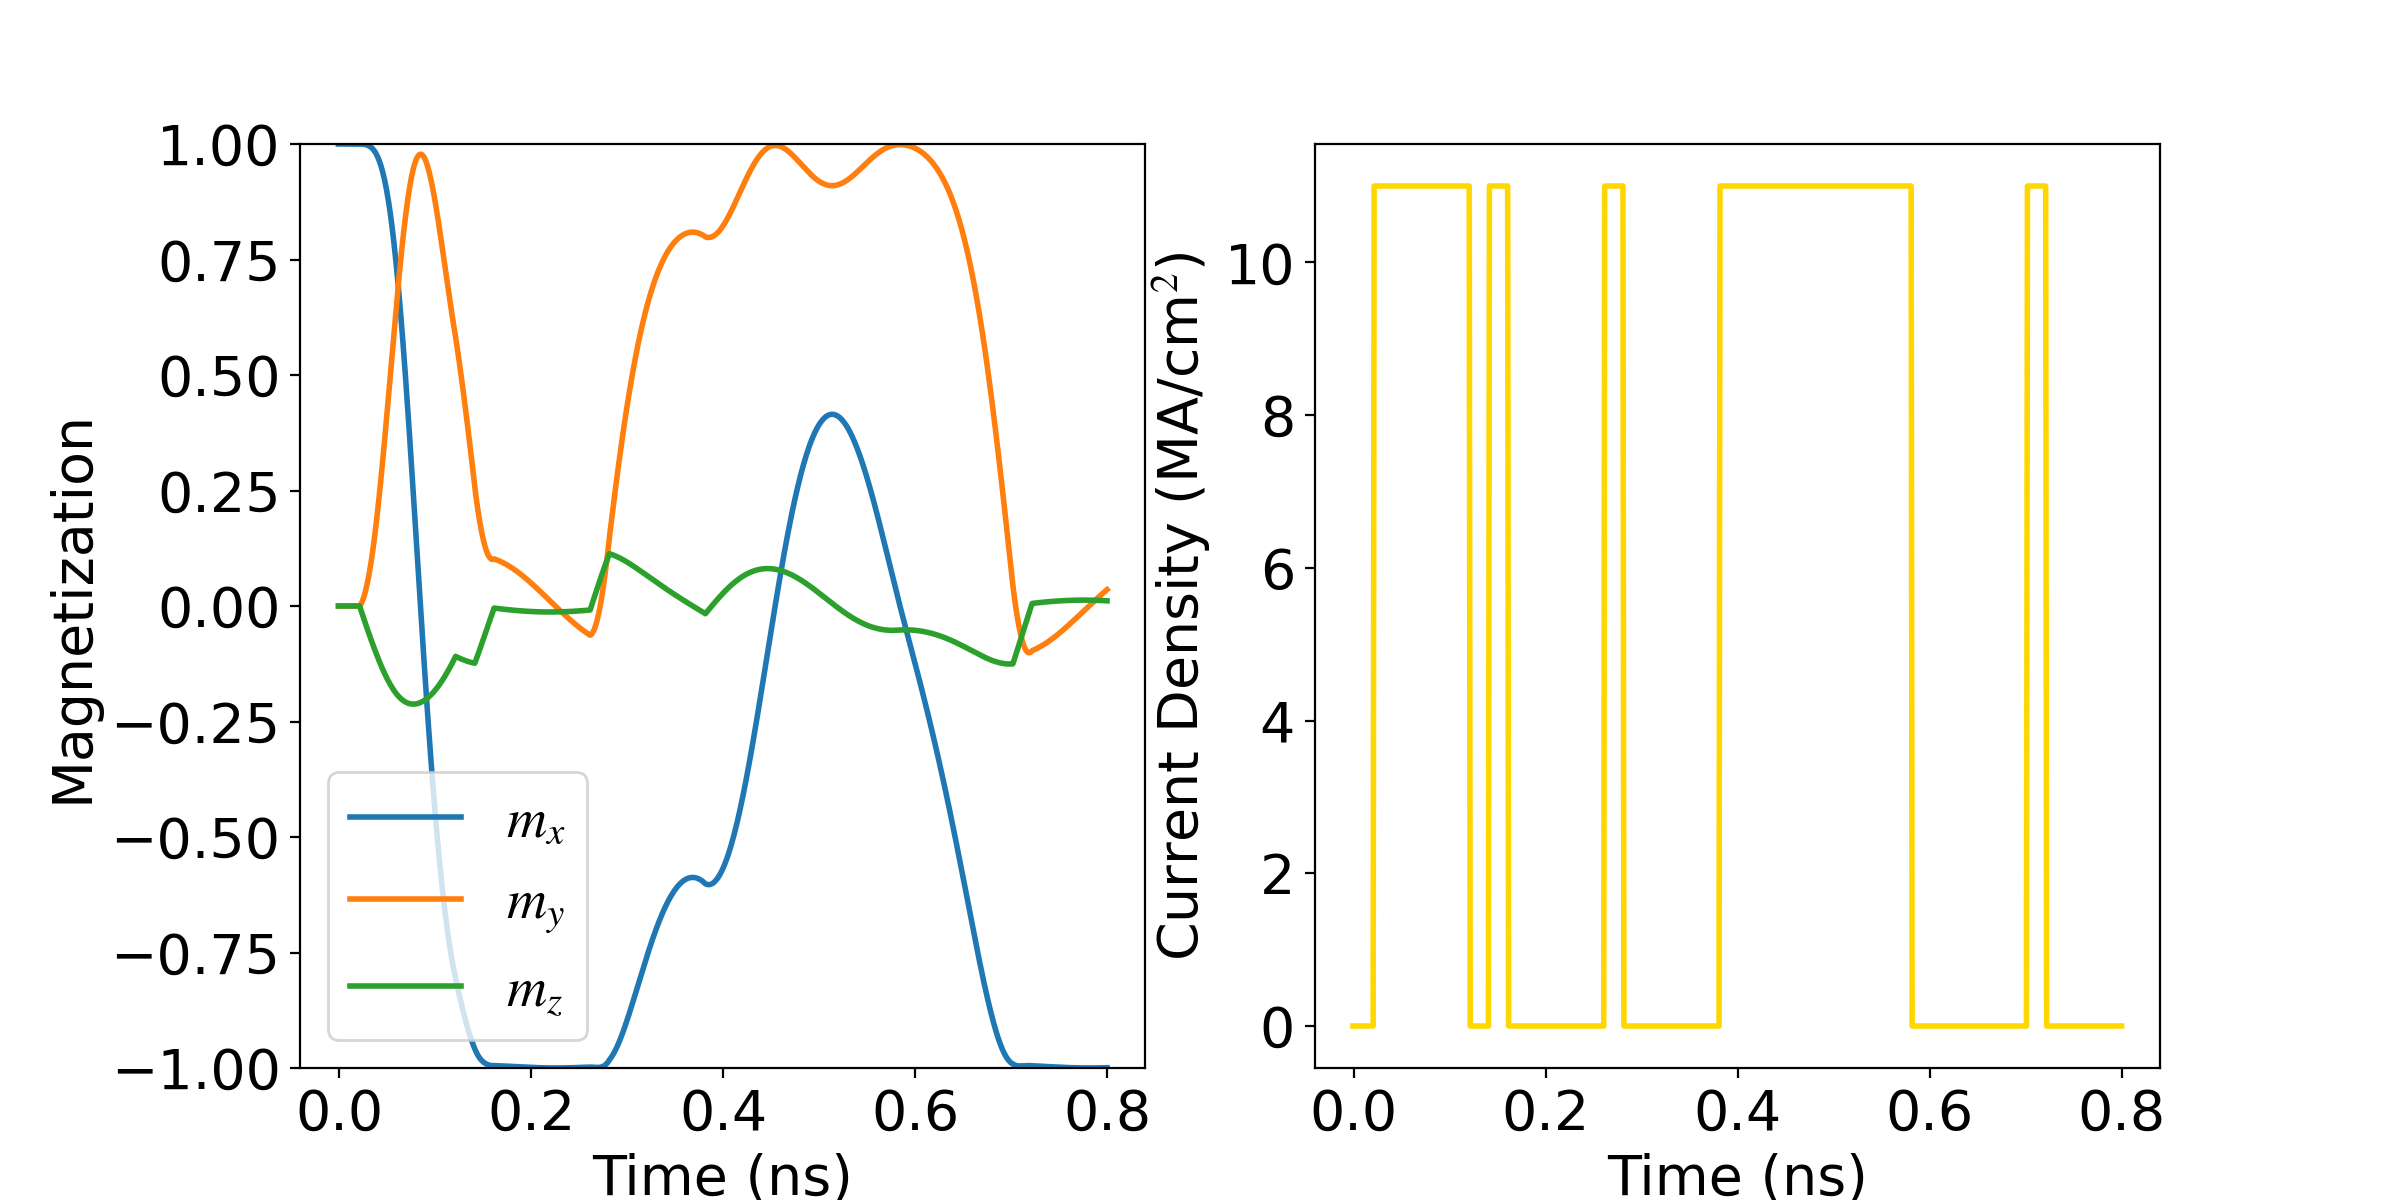 1.00
0.75
0.50
0.25
0.00
−0.25
−0.50
−0.75
−1.00
Magnetization
m_x
m_y
m_z
0.0 0.2 0.4 0.6 0.8
Time (ns)
10
8
6
4
2
0
Current Density (MA/cm²)
0.0 0.2 0.4 0.6 0.8
Time (ns)